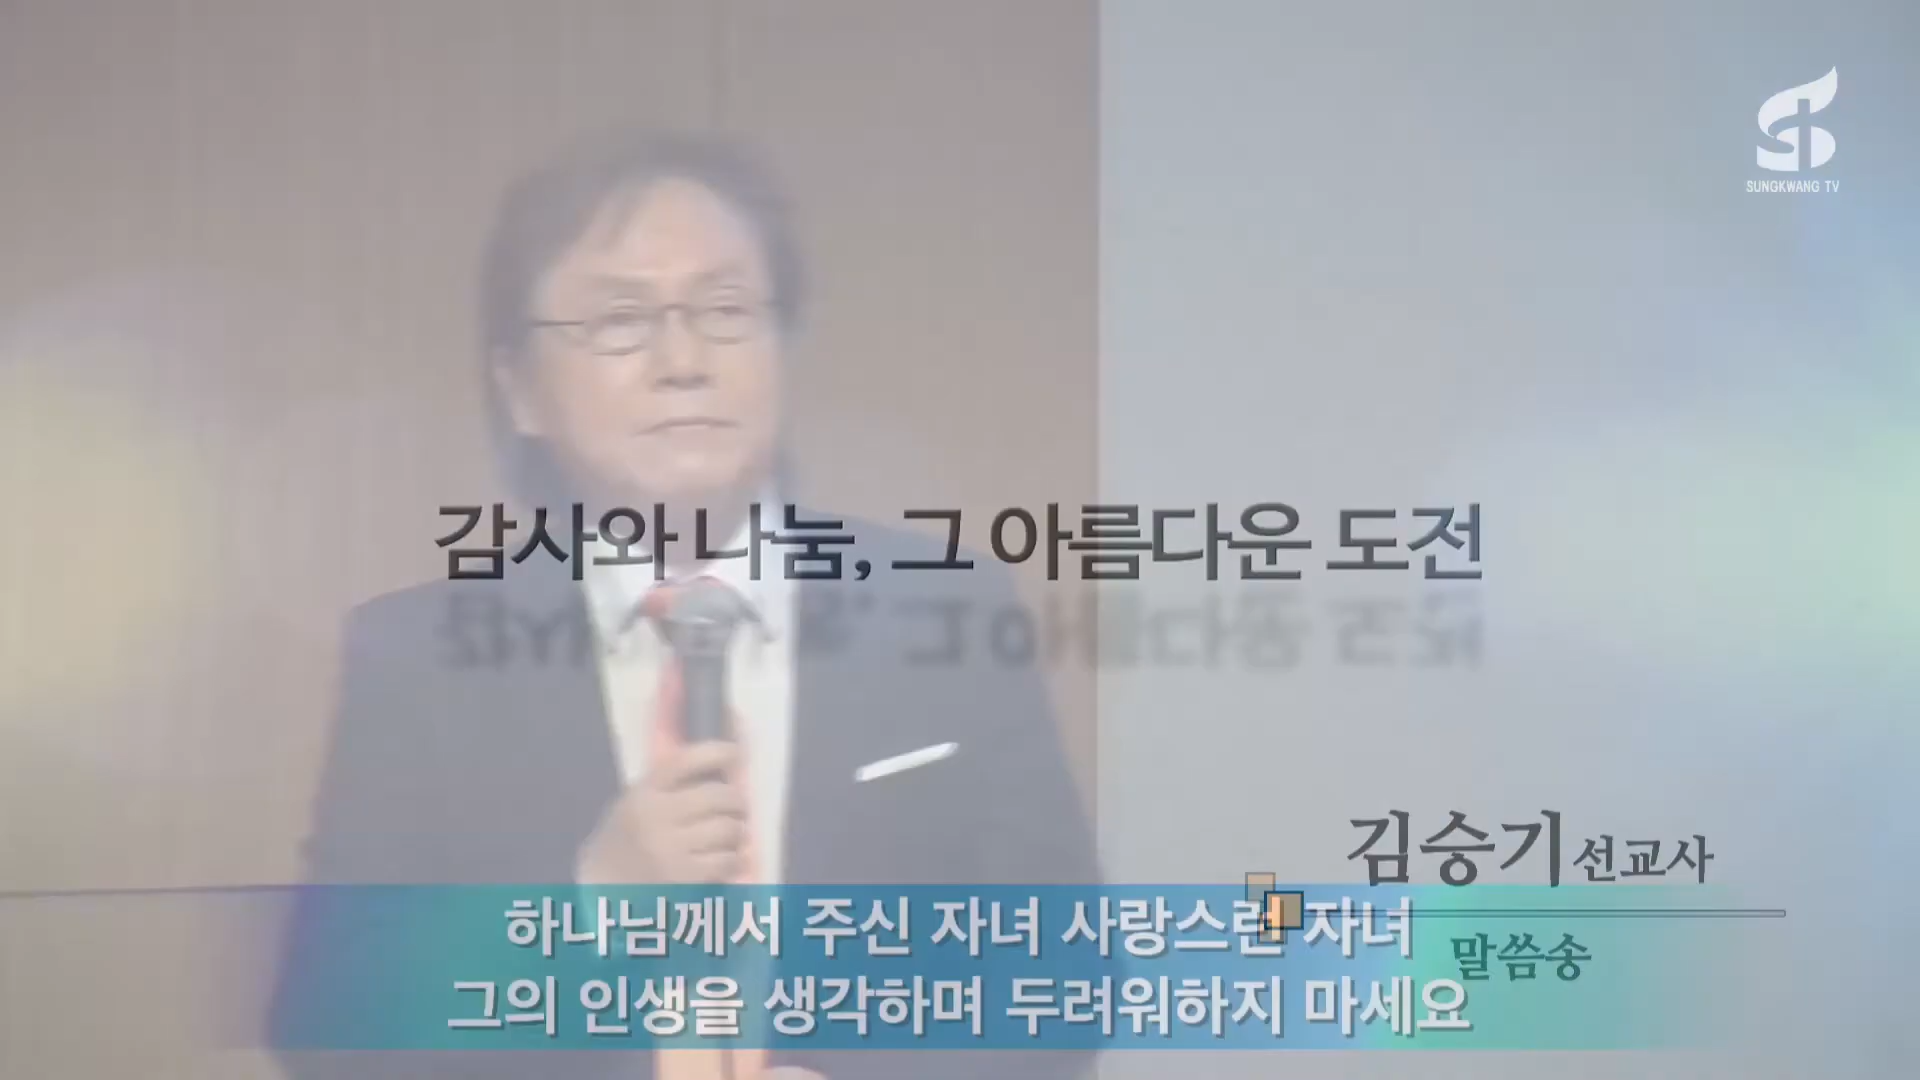 SUNGKWANG TV
감사와 나눔, 그 아름다운 도전
김승기 선교사
하나님께서 주신 자녀 사랑스런 자녀
말씀송
그의 인생을 생각하며 두려워하지 마세요